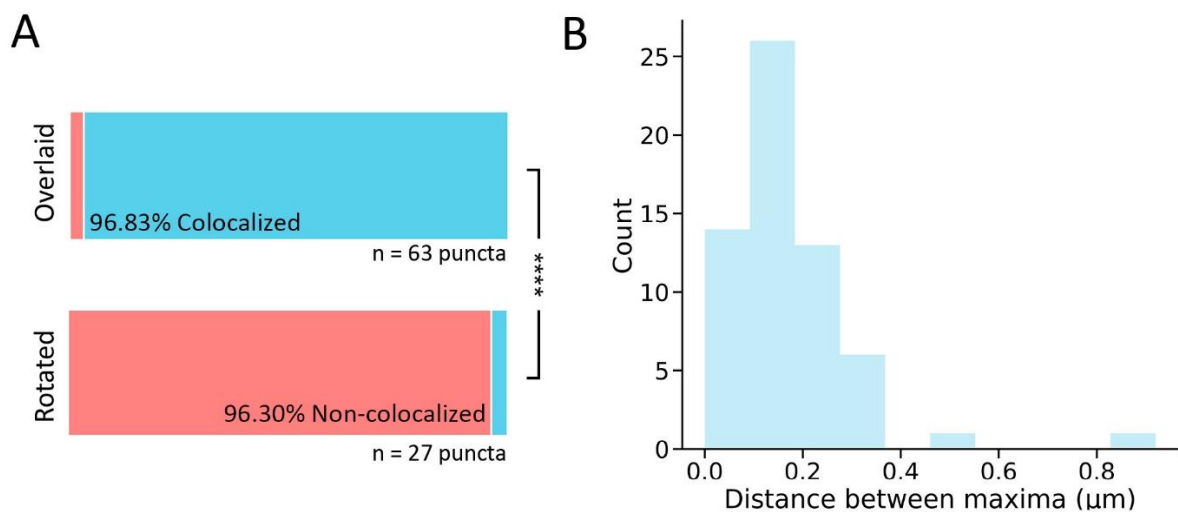 A
Overlaid
96.83% Colocalized
n = 63 puncta
****
Rotated
96.30% Non-colocalized
n = 27 puncta
B
Count
25
20
15
10
5
0
0.0 0.2 0.4 0.6 0.8
Distance between maxima (μm)